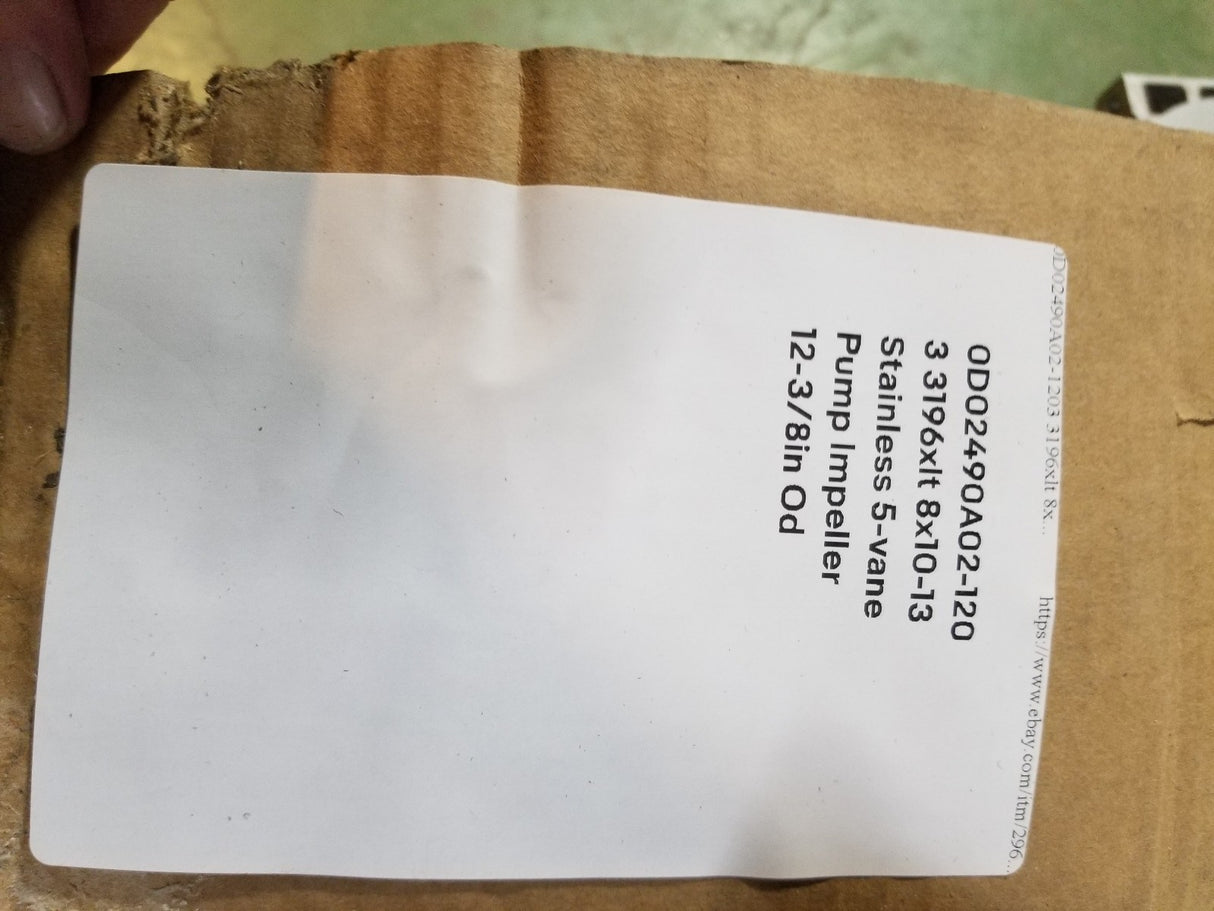 0D02490A02-1203 3196xlt 8x... https://www.ebay.com/itm/296...
0D02490A02-120
3 3196xlt 8x10-13
Stainless 5-vane
Pump Impeller
12-3/8in Od